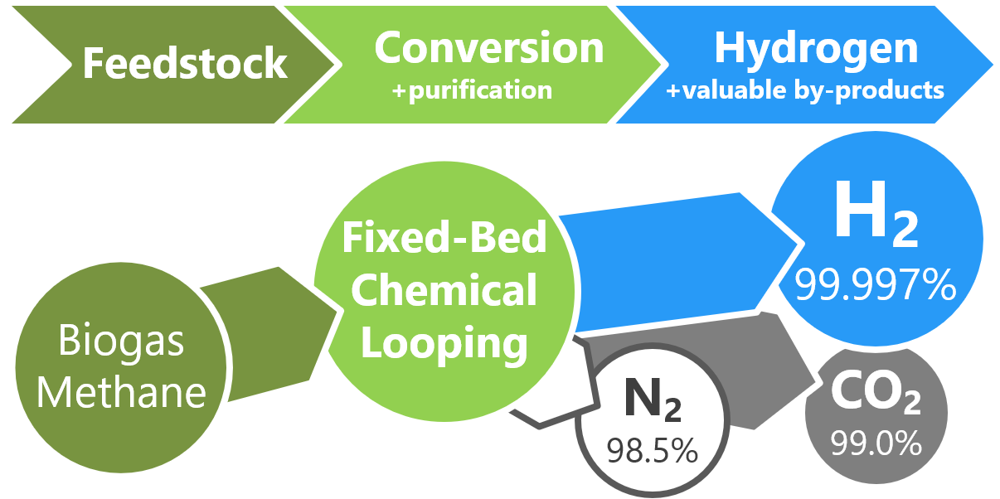 Feedstock
Conversion
+purification
Hydrogen
+valuable by-products
Biogas
Methane
Fixed-Bed
Chemical
Looping
H₂
99.997%
N₂
98.5%
CO₂
99.0%